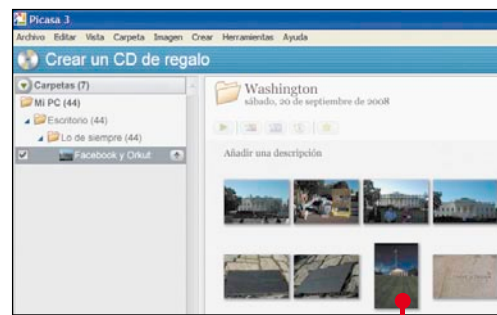 Picasa 3
Archivo Editar Vista Carpeta Imagen Crear Herramientas Ayuda
Crear un CD de regalo
Carpetas (7)
Mi PC (44)
Escritorio (44)
Lo de siempre (44)
Facebook y Orkut
Washington
sábado, 20 de septiembre de 2008
Añadir una descripción